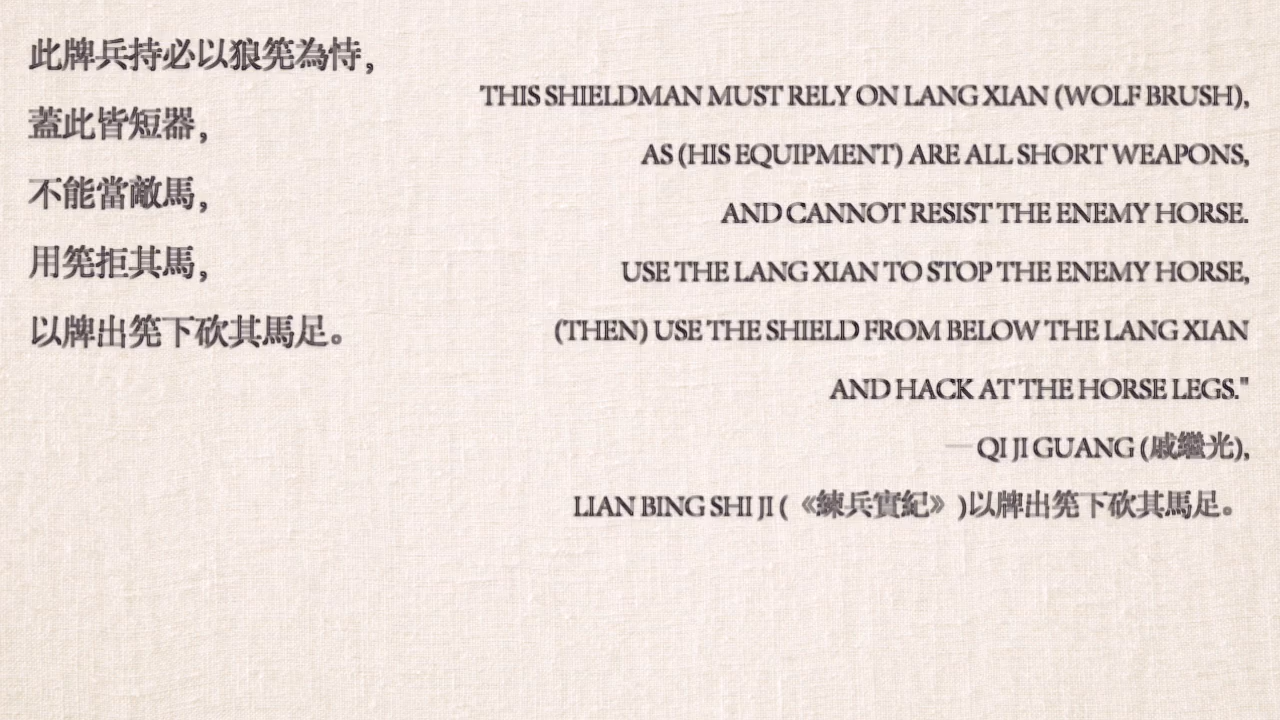 此牌兵持必以狼筅為恃，
蓋此皆短器，
不能當敵馬，
用筅拒其馬，
以牌出筅下砍其馬足。
THIS SHIELDMAN MUST RELY ON LANG XIAN (WOLF BRUSH),
AS (HIS EQUIPMENT) ARE ALL SHORT WEAPONS,
AND CANNOT RESIST THE ENEMY HORSE.
USE THE LANG XIAN TO STOP THE ENEMY HORSE,
(THEN) USE THE SHIELD FROM BELOW THE LANG XIAN
AND HACK AT THE HORSE LEGS."
—QI JI GUANG (戚繼光),
LIAN BING SHI JI (《練兵實紀》)以牌出筅下砍其馬足。